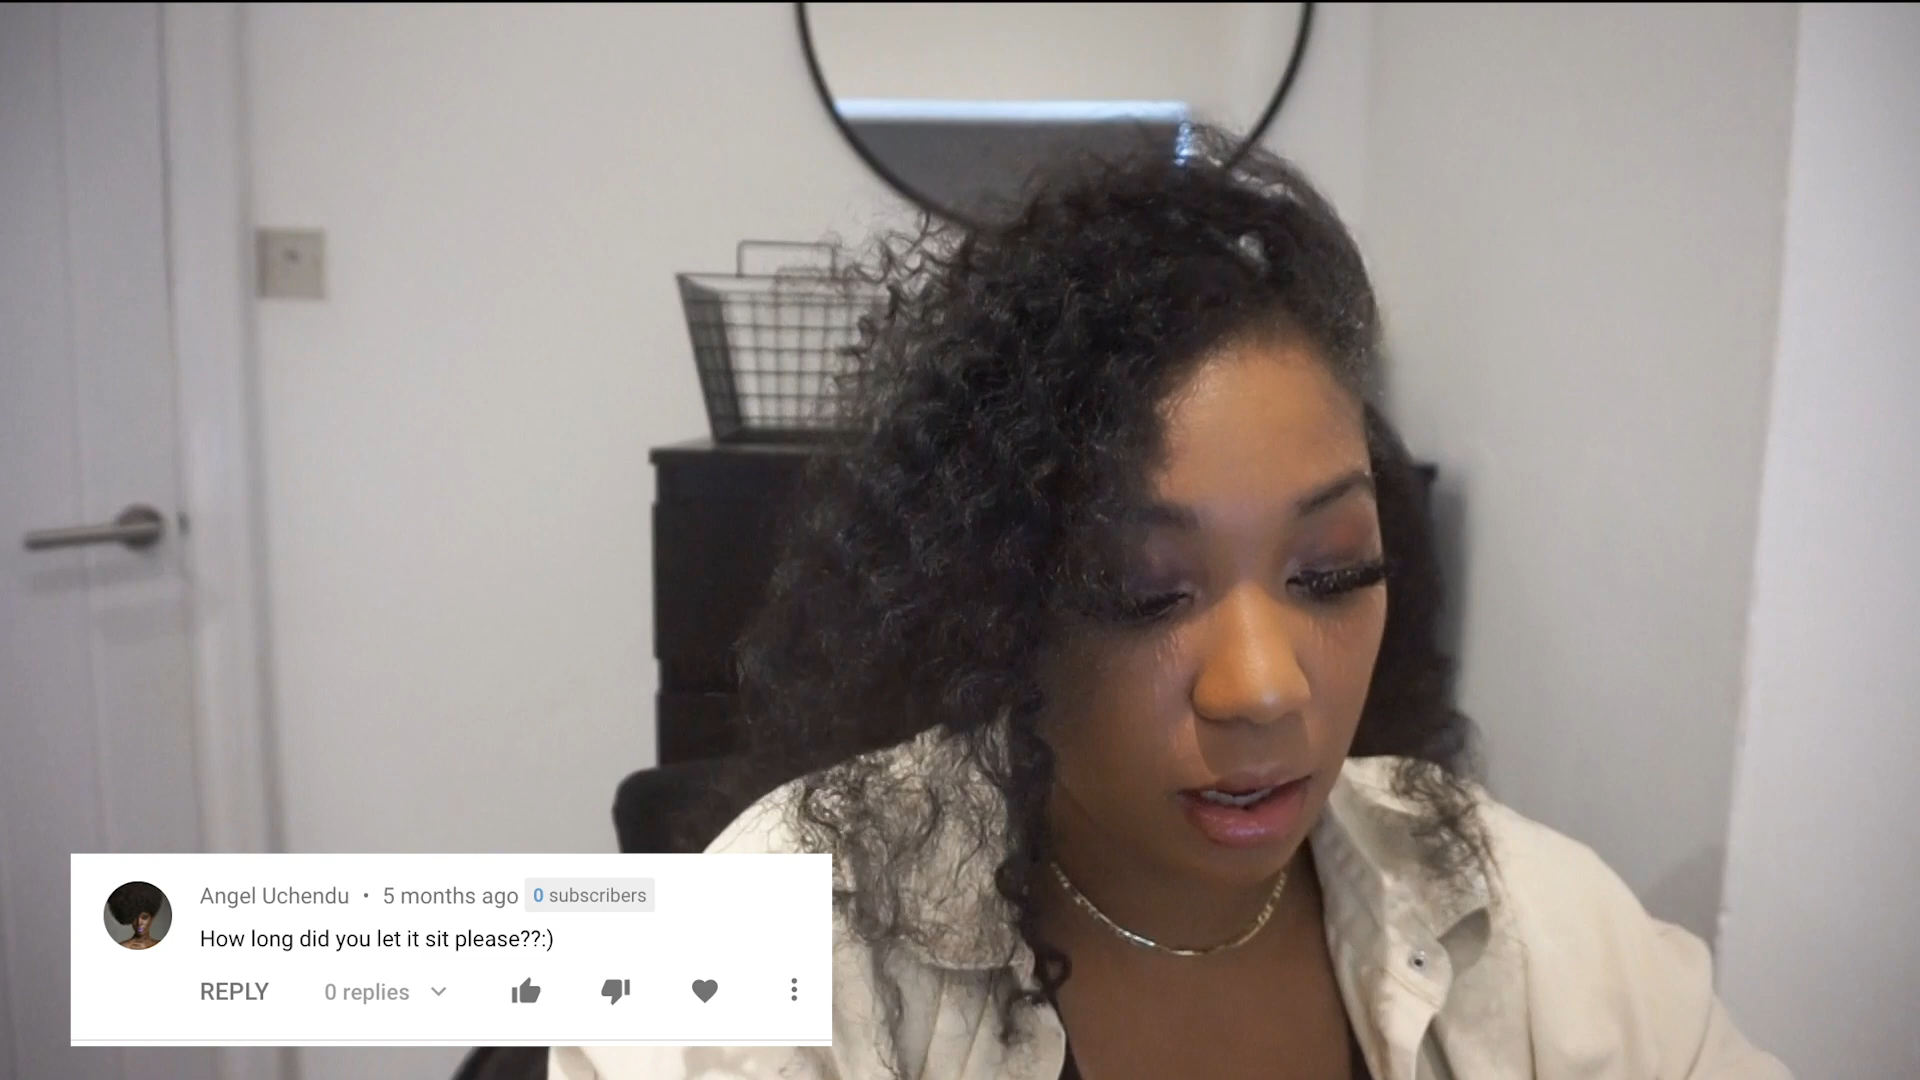 Angel Uchendu • 5 months ago 0 subscribers
How long did you let it sit please??:)
REPLY 0 replies